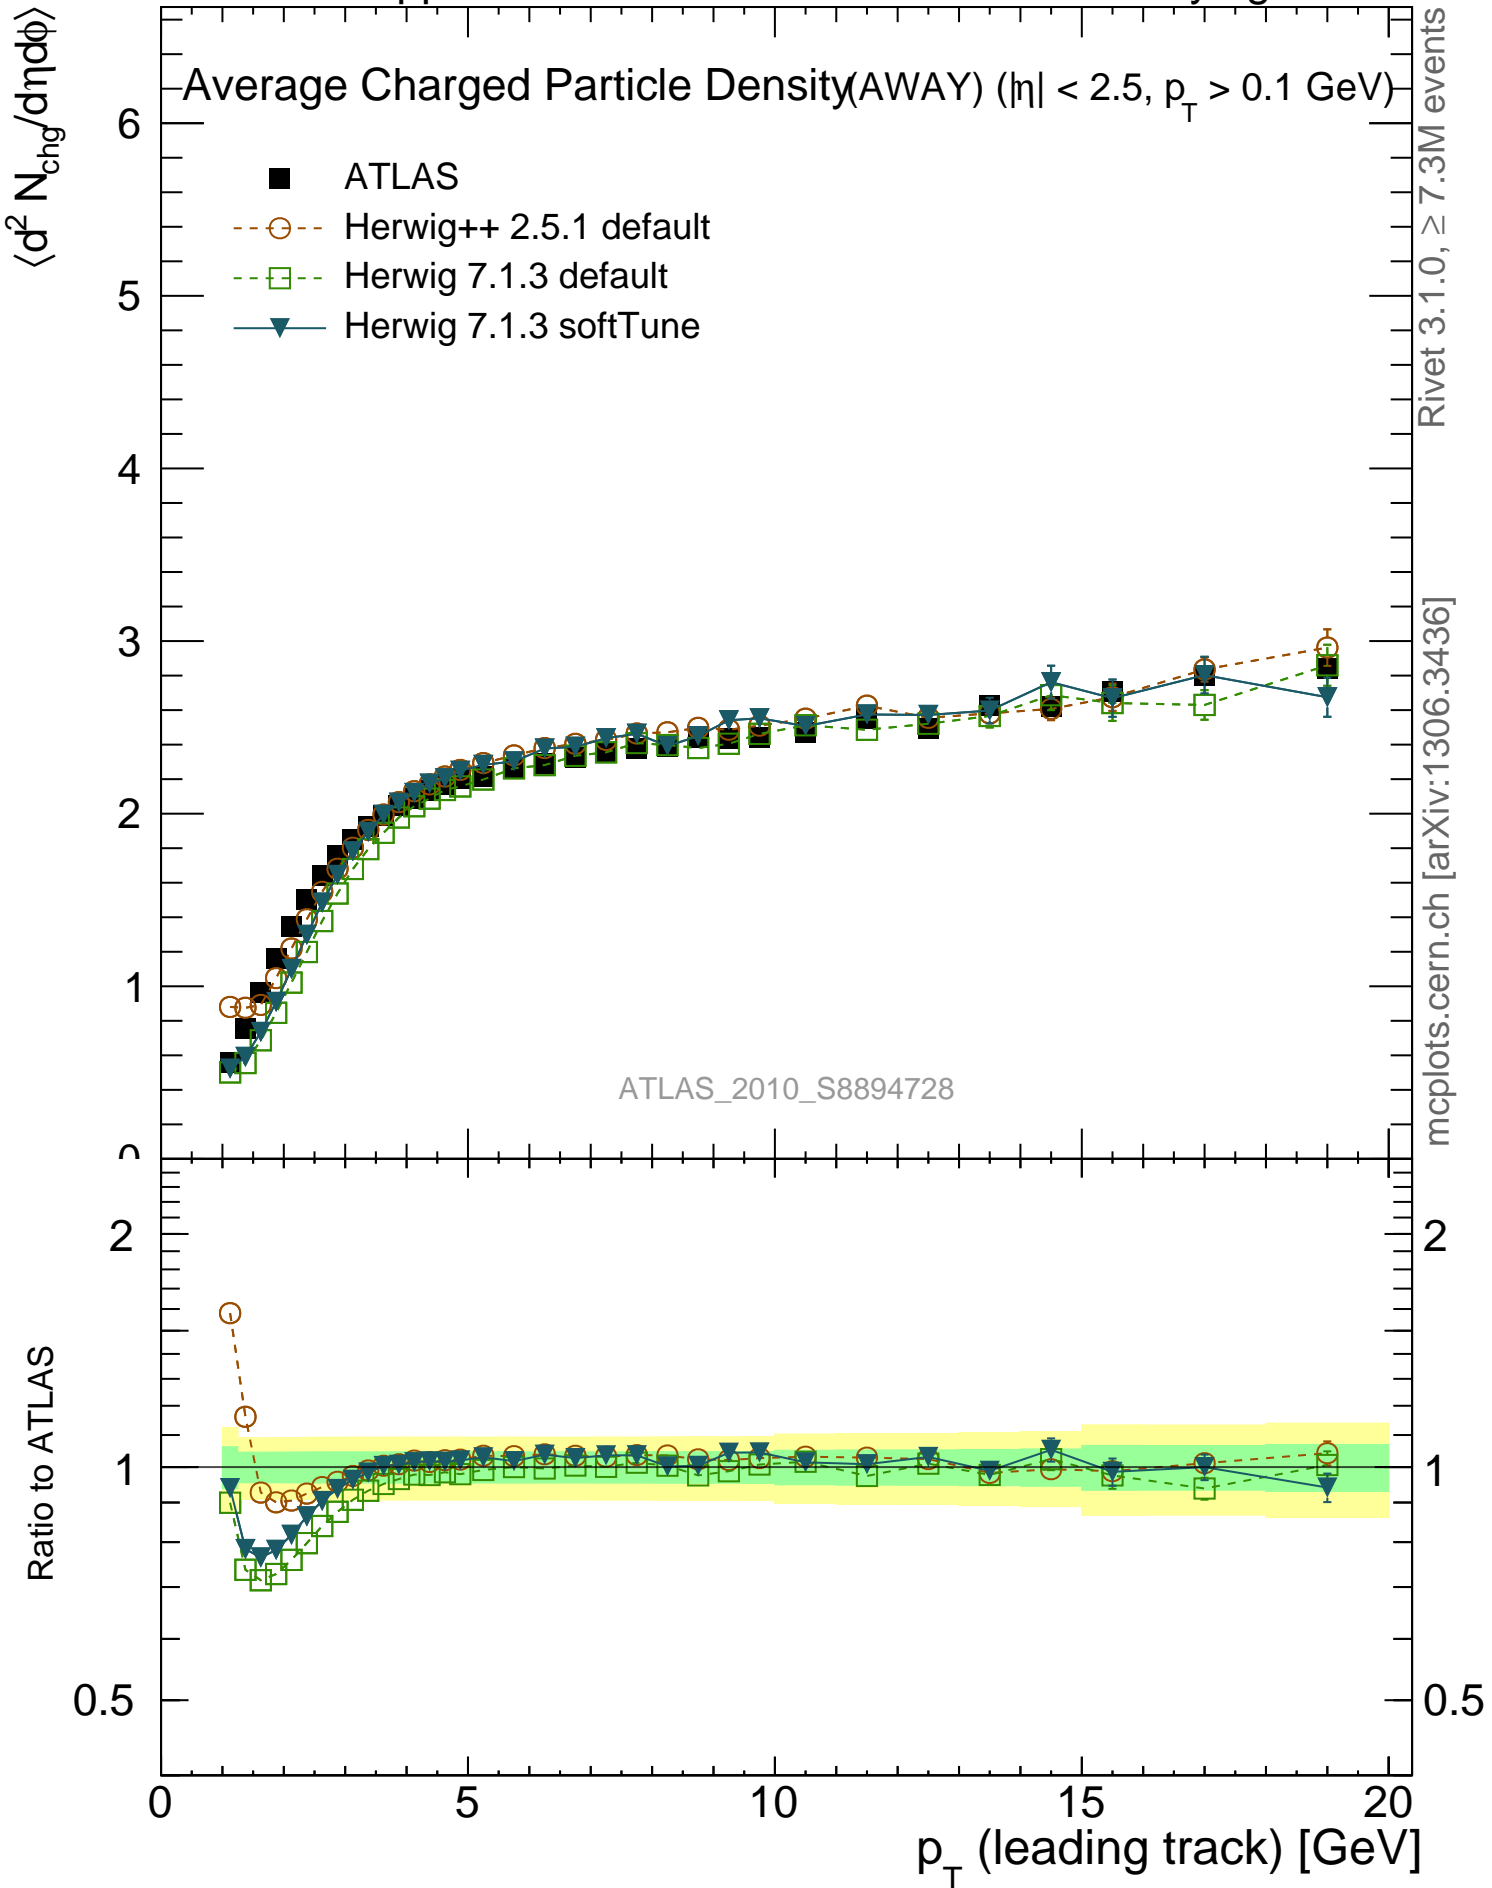 Average Charged Particle Density (AWAY) (|η| < 2.5, p_T > 0.1 GeV)
⟨d² N_chg/dηdϕ⟩
ATLAS
Herwig++ 2.5.1 default
Herwig 7.1.3 default
Herwig 7.1.3 softTune
6
5
4
3
2
1
0
ATLAS_2010_S8894728
Rivet 3.1.0, ≥ 7.3M events
mcplots.cern.ch [arXiv:1306.3436]
Ratio to ATLAS
2
1
0.5
2
1
0.5
0
5
10
15
20
p_T (leading track) [GeV]